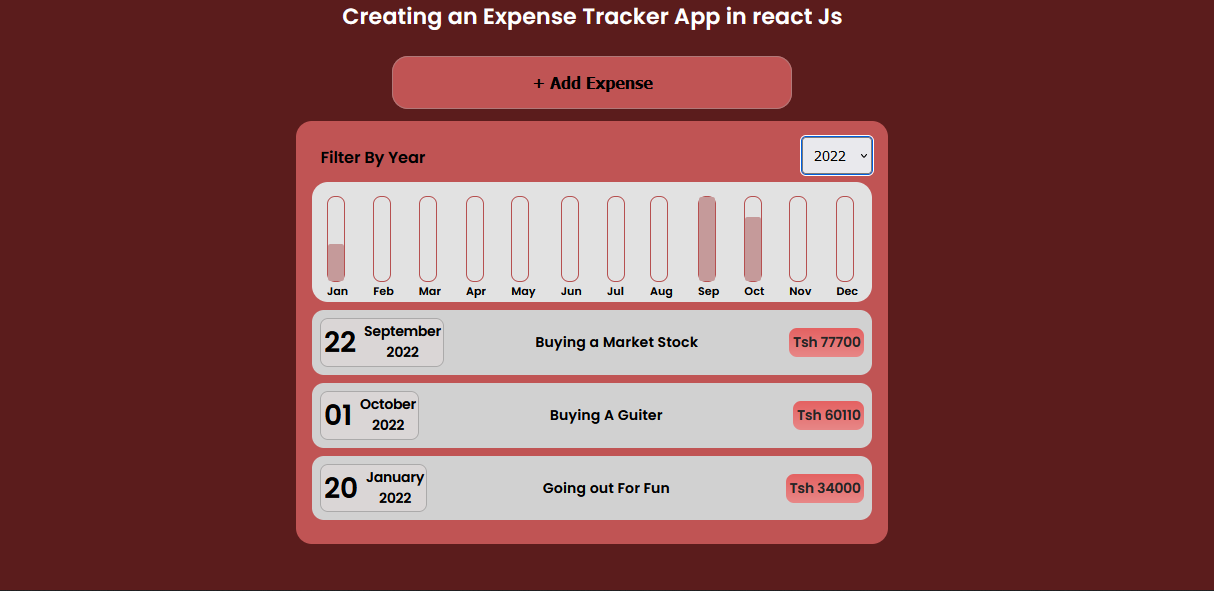 Creating an Expense Tracker App in react Js
+ Add Expense
Filter By Year
2022
Jan Feb Mar Apr May Jun Jul Aug Sep Oct Nov Dec
22 September 2022
Buying a Market Stock
Tsh 77700
01 October 2022
Buying A Guiter
Tsh 60110
20 January 2022
Going out For Fun
Tsh 34000